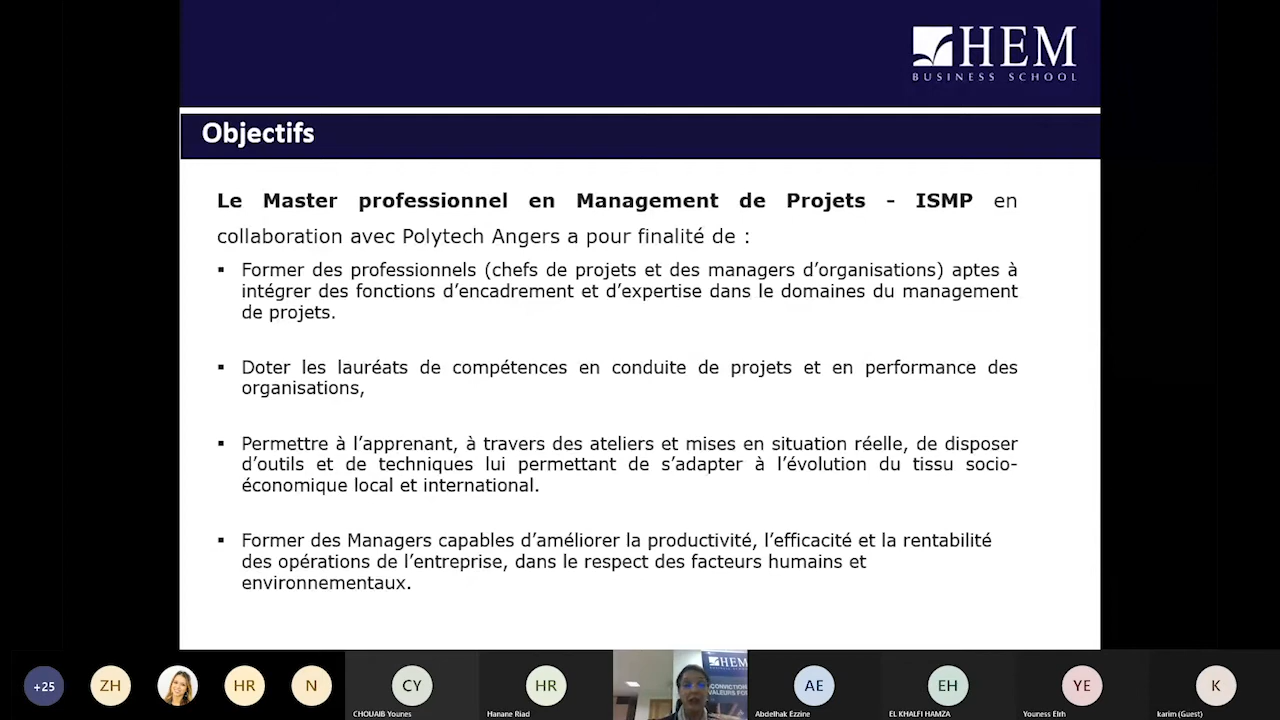 HEM
BUSINESS SCHOOL
Objectifs
Le Master professionnel en Management de Projets - ISMP en
collaboration avec Polytech Angers a pour finalité de :
▪ Former des professionnels (chefs de projets et des managers d’organisations) aptes à
intégrer des fonctions d’encadrement et d’expertise dans le domaines du management
de projets.
▪ Doter les lauréats de compétences en conduite de projets et en performance des
organisations,
▪ Permettre à l’apprenant, à travers des ateliers et mises en situation réelle, de disposer
d’outils et de techniques lui permettant de s’adapter à l’évolution du tissu socio-
économique local et international.
▪ Former des Managers capables d’améliorer la productivité, l’efficacité et la rentabilité
des opérations de l’entreprise, dans le respect des facteurs humains et
environnementaux.
+25
ZH
HR
N
CY
CHOUAIB Younes
HR
Hanane Riad
HEM
AE
Abdelhak Ezzine
EH
EL KHALFI HAMZA
YE
Youness Elrh
K
karim (Guest)